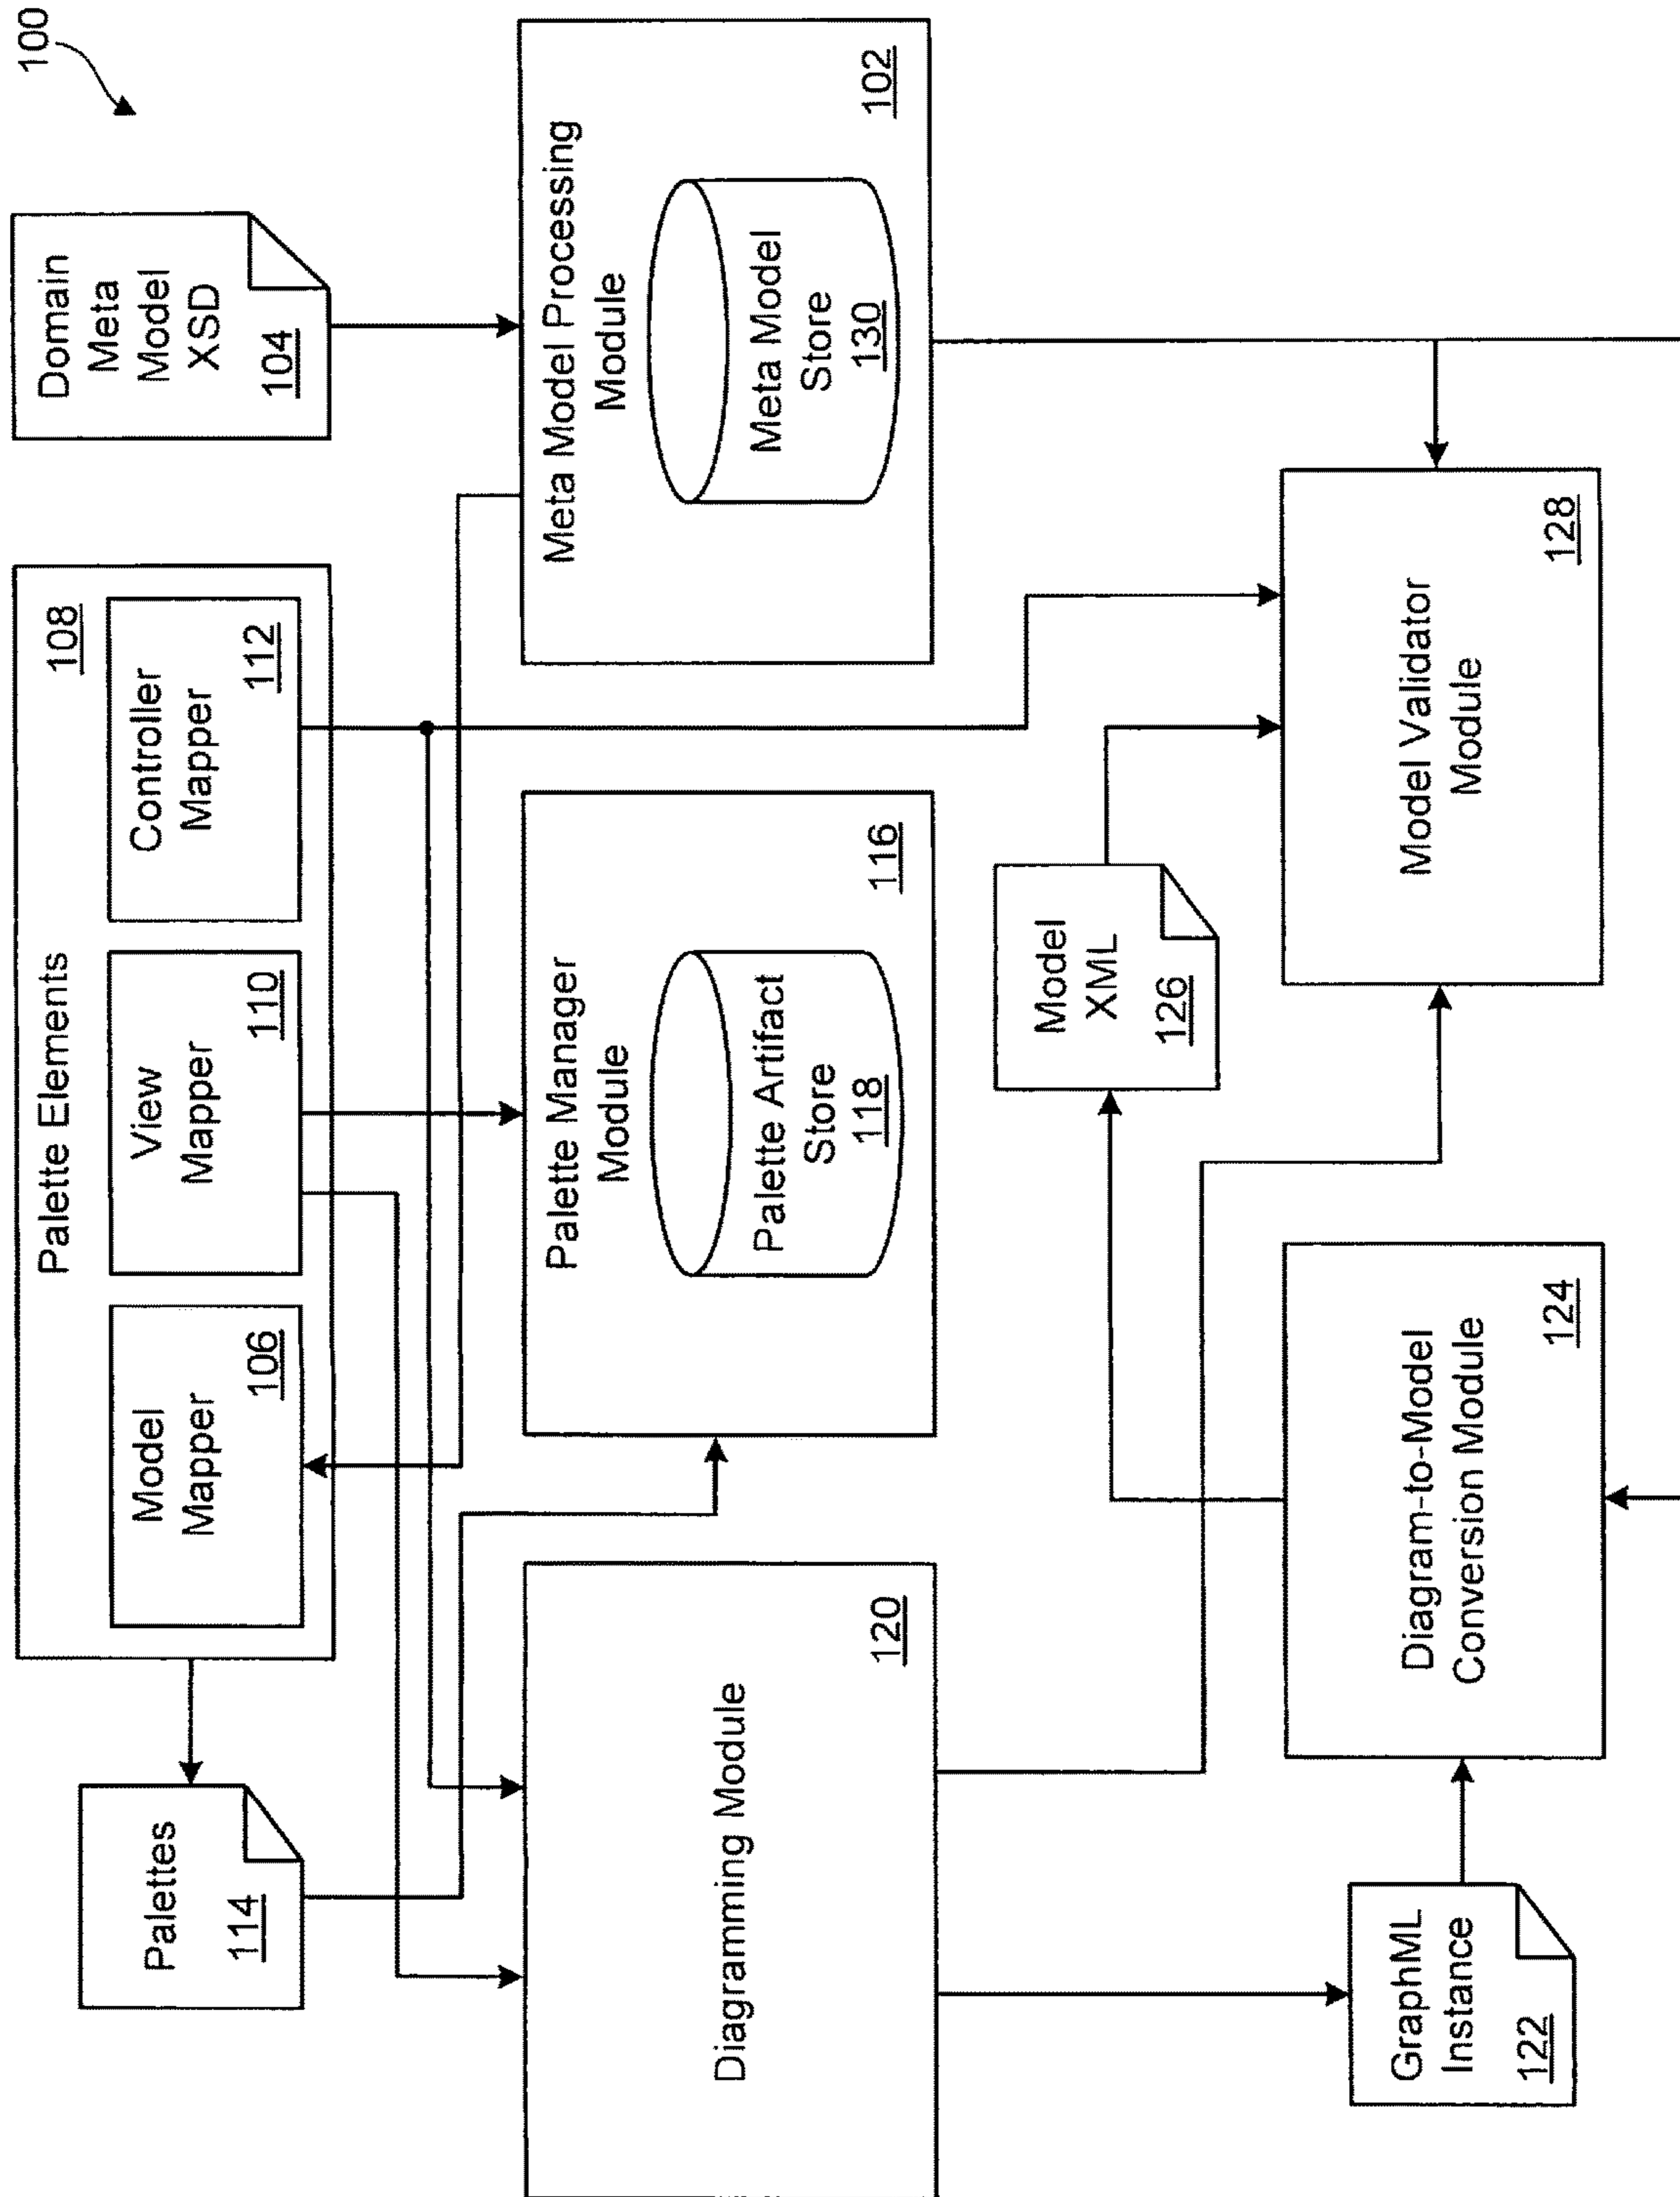 100
Palettes
114
Palette Elements
108
Model
Mapper
106
View
Mapper
110
Controller
Mapper
112
Domain
Meta
Model
XSD
104
Diagramming Module
120
Palette Manager
Module
Palette Artifact
Store
118
116
Meta Model Processing
Module
Meta Model
Store
130
102
GraphML
Instance
122
Diagram-to-Model
Conversion Module
124
Model
XML
126
Model Validator
Module
128